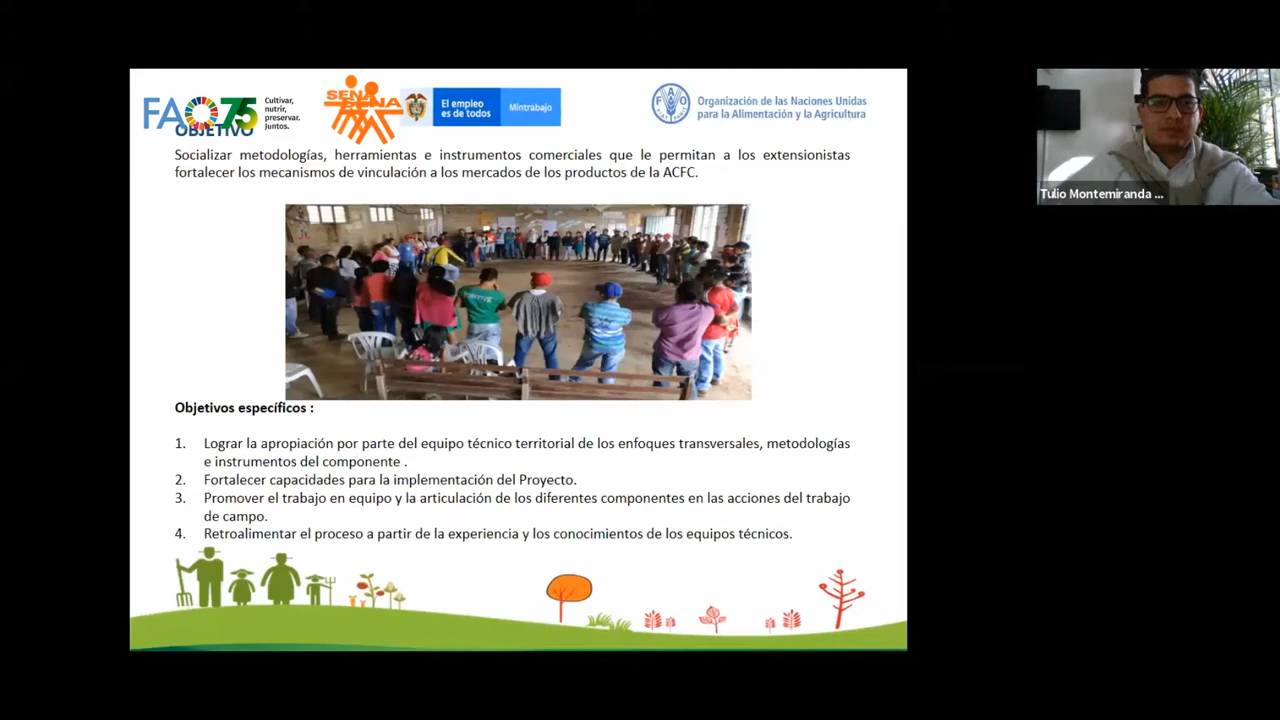 FAO 75
Cultivar,
nutrir,
preservar.
Juntos.
SENA
SENA
El empleo
es de todos
Mintrabajo
FAO
FIAT PANIS
Organización de las Naciones Unidas
para la Alimentación y la Agricultura
OBJETIVO
Socializar metodologías, herramientas e instrumentos comerciales que le permitan a los extensionistas
fortalecer los mecanismos de vinculación a los mercados de los productos de la ACFC.
Tulio Montemiranda ...
Objetivos específicos :
1. Lograr la apropiación por parte del equipo técnico territorial de los enfoques transversales, metodologías
e instrumentos del componente .
2. Fortalecer capacidades para la implementación del Proyecto.
3. Promover el trabajo en equipo y la articulación de los diferentes componentes en las acciones del trabajo
de campo.
4. Retroalimentar el proceso a partir de la experiencia y los conocimientos de los equipos técnicos.